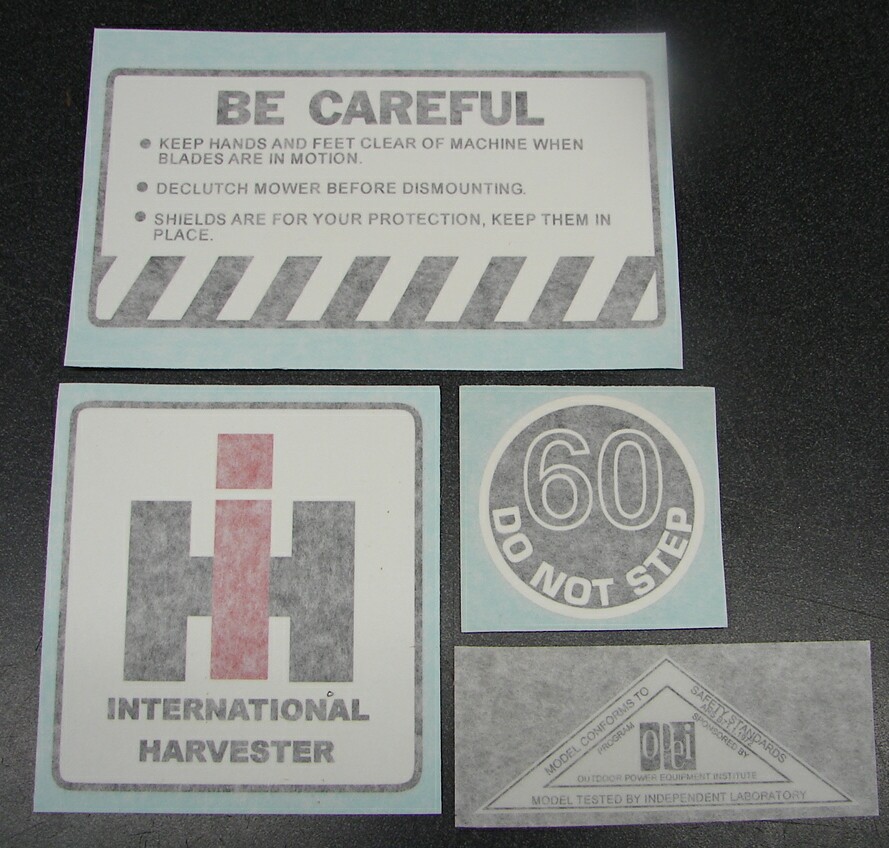 BE CAREFUL
● KEEP HANDS AND FEET CLEAR OF MACHINE WHEN
BLADES ARE IN MOTION.
● DECLUTCH MOWER BEFORE DISMOUNTING.
● SHIELDS ARE FOR YOUR PROTECTION, KEEP THEM IN
PLACE.
IH
INTERNATIONAL
HARVESTER
60
DO NOT STEP
MODEL CONFORMS TO
SAFETY STANDARDS
PROGRAM
SPONSORED BY
opei
OUTDOOR POWER EQUIPMENT INSTITUTE
MODEL TESTED BY INDEPENDENT LABORATORY